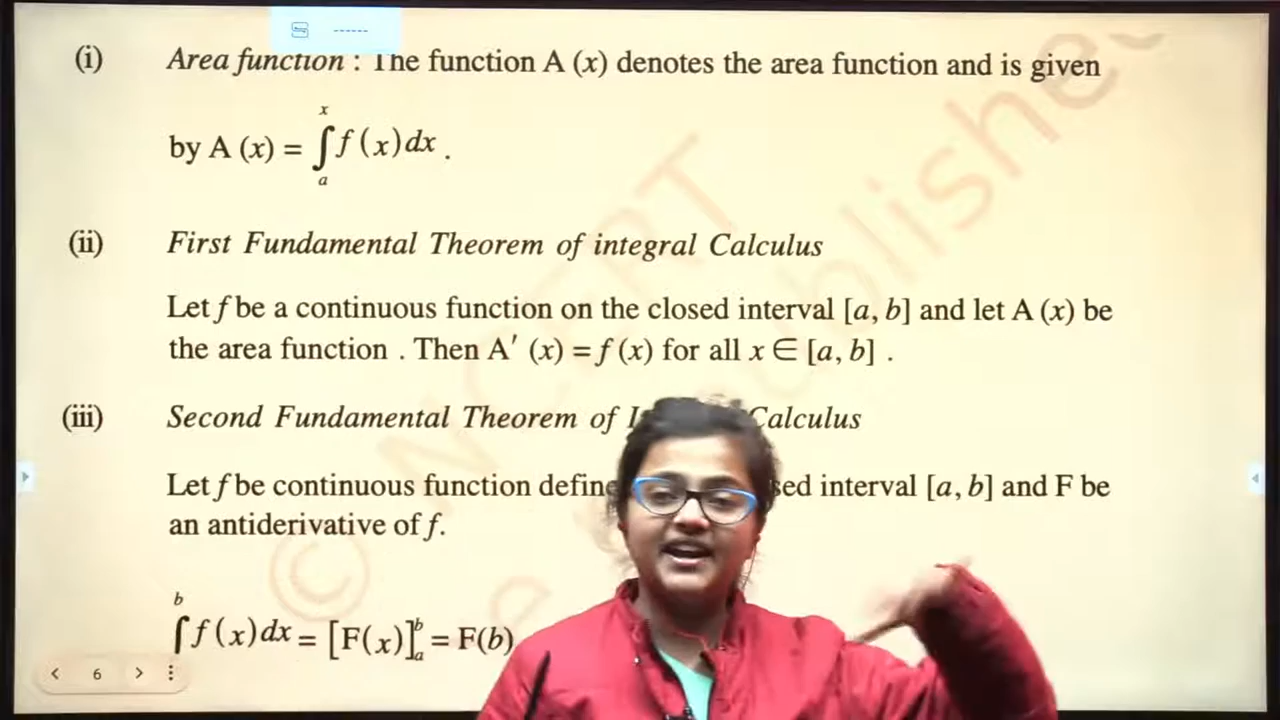 (i) Area function : The function A (x) denotes the area function and is given
by A (x) = ∫ₐˣ f (x) dx .
(ii) First Fundamental Theorem of integral Calculus
Let f be a continuous function on the closed interval [a, b] and let A (x) be
the area function . Then A′ (x) = f (x) for all x ∈ [a, b] .
(iii) Second Fundamental Theorem of I Calculus
Let f be continuous function define sed interval [a, b] and F be
an antiderivative of f.
∫ᵇ f (x) dx = [F(x)]ₐᵇ = F(b)
< 6 > ⋮
© NCERT